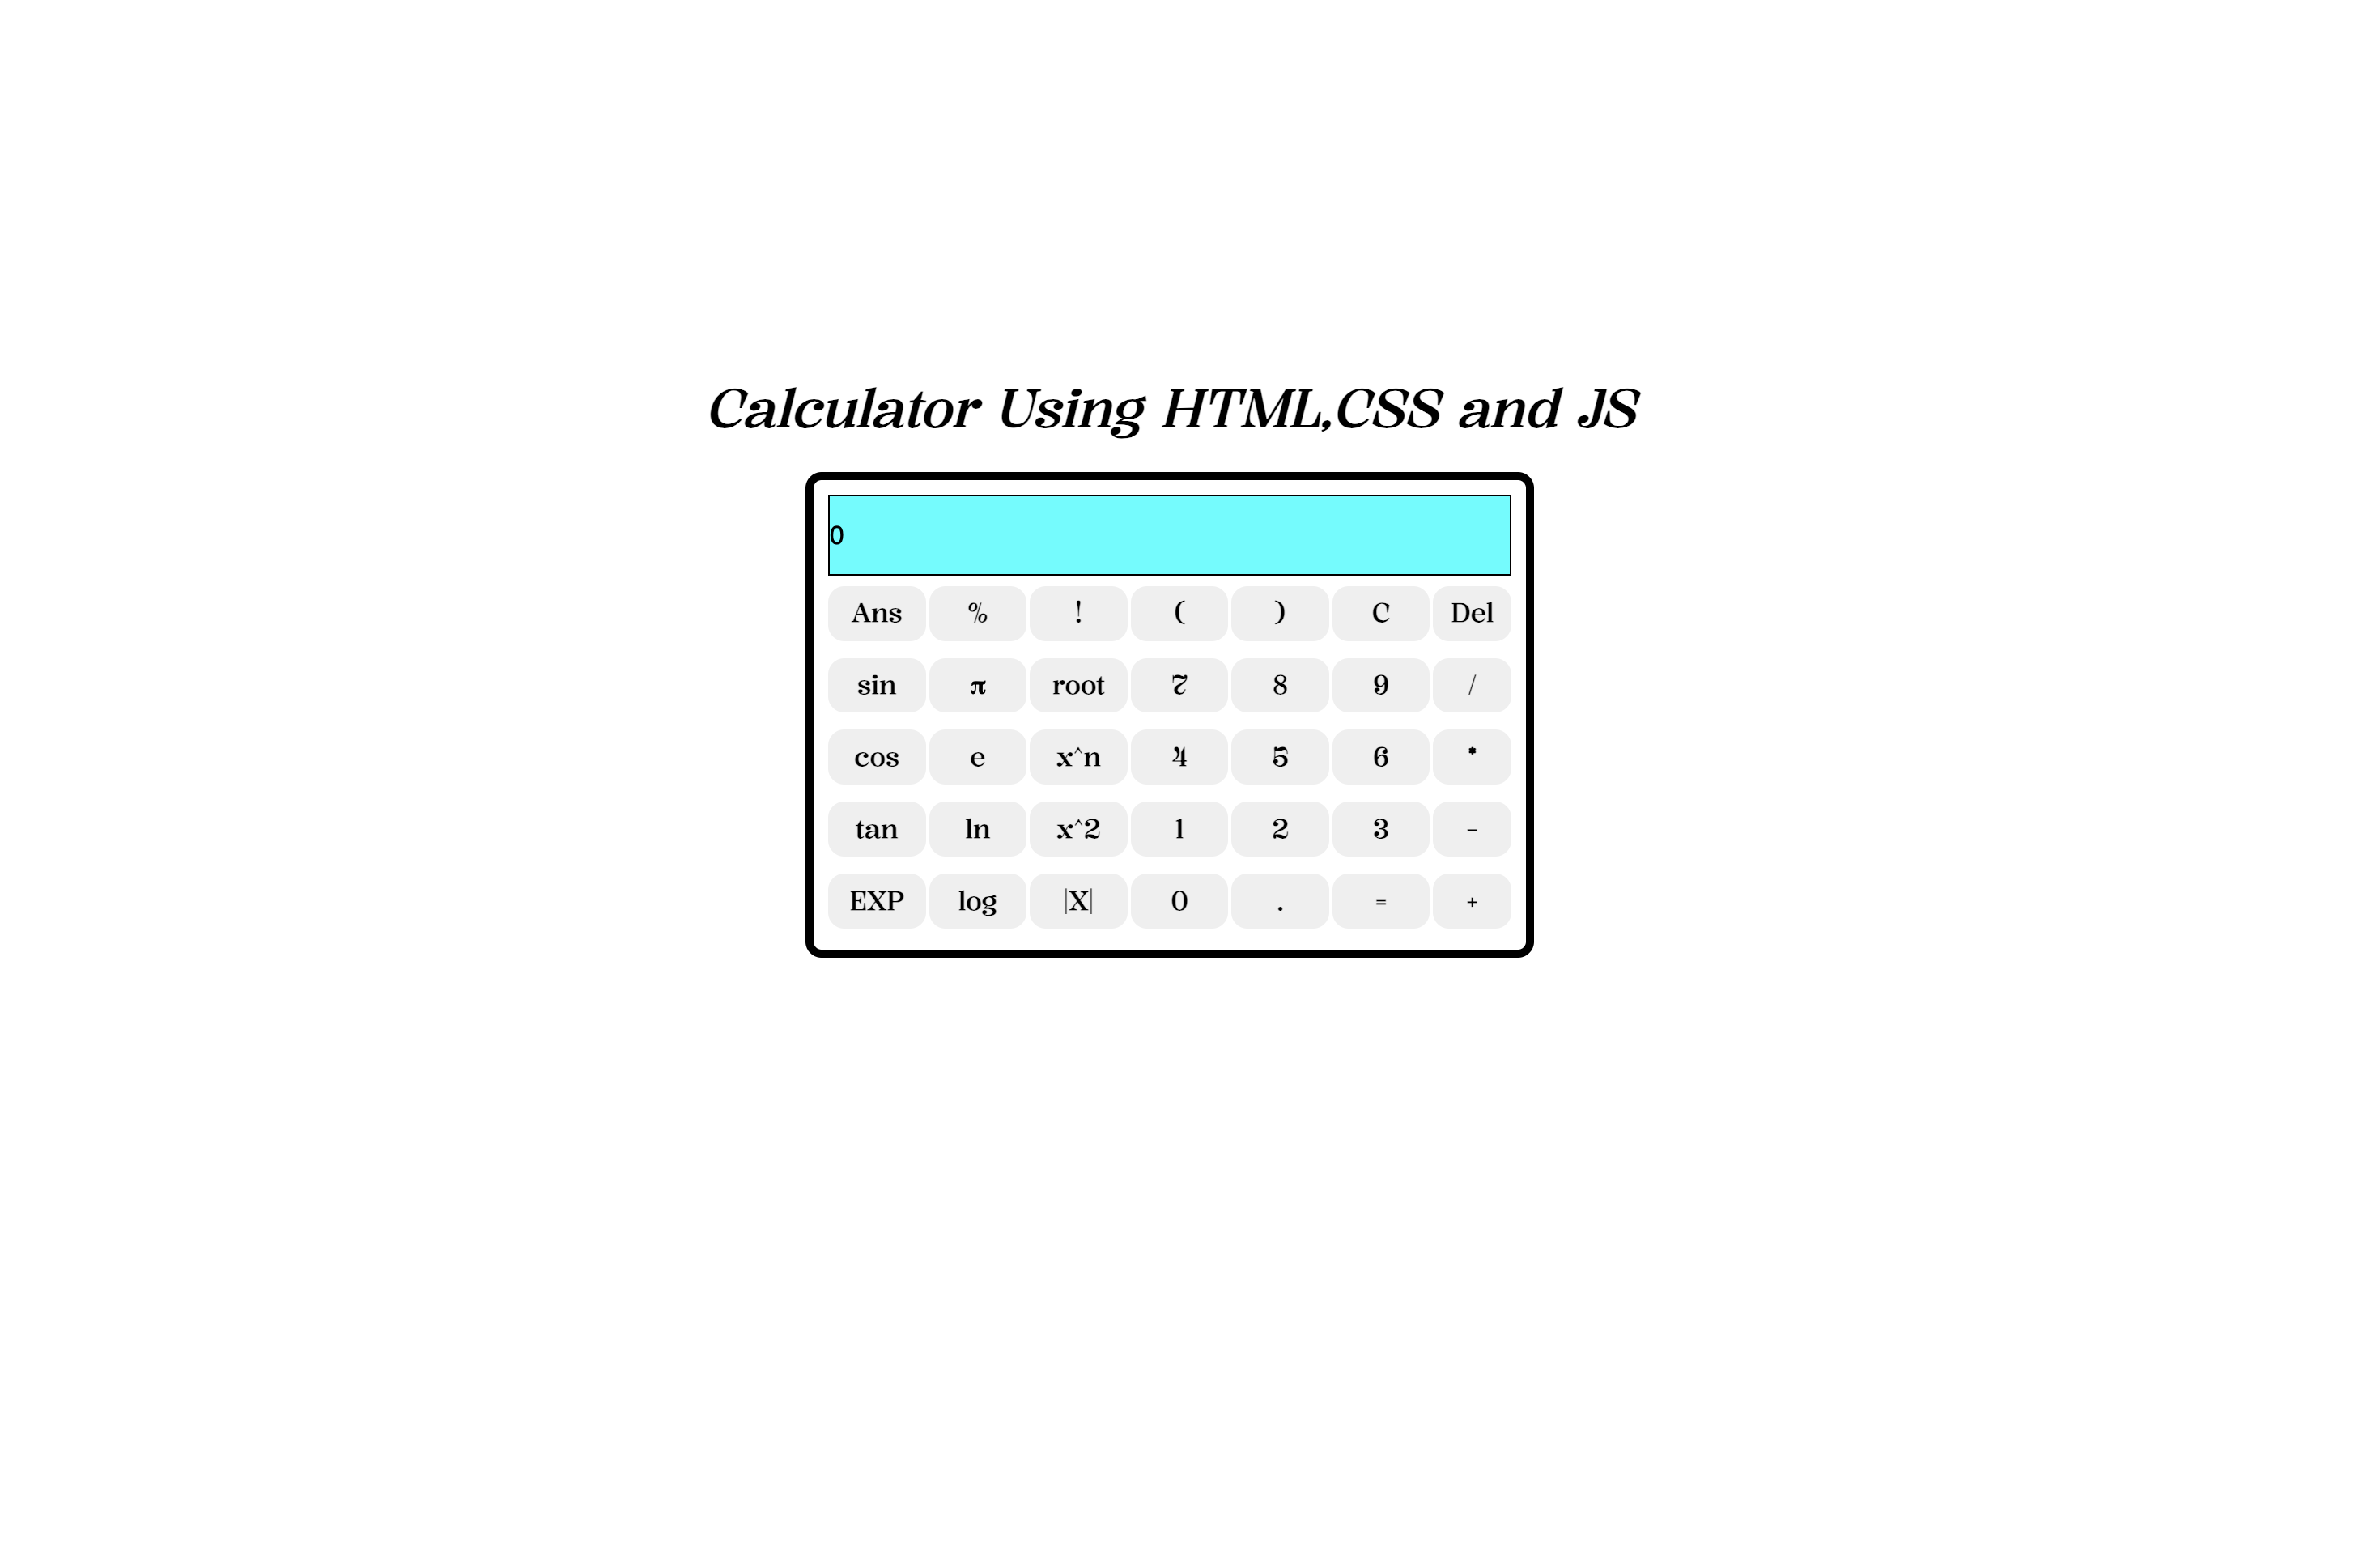 Calculator Using HTML,CSS and JS
0
Ans % ! ( ) C Del
sin π root 7 8 9 /
cos e x^n 4 5 6 *
tan ln x^2 1 2 3 -
EXP log |X| 0 . = +